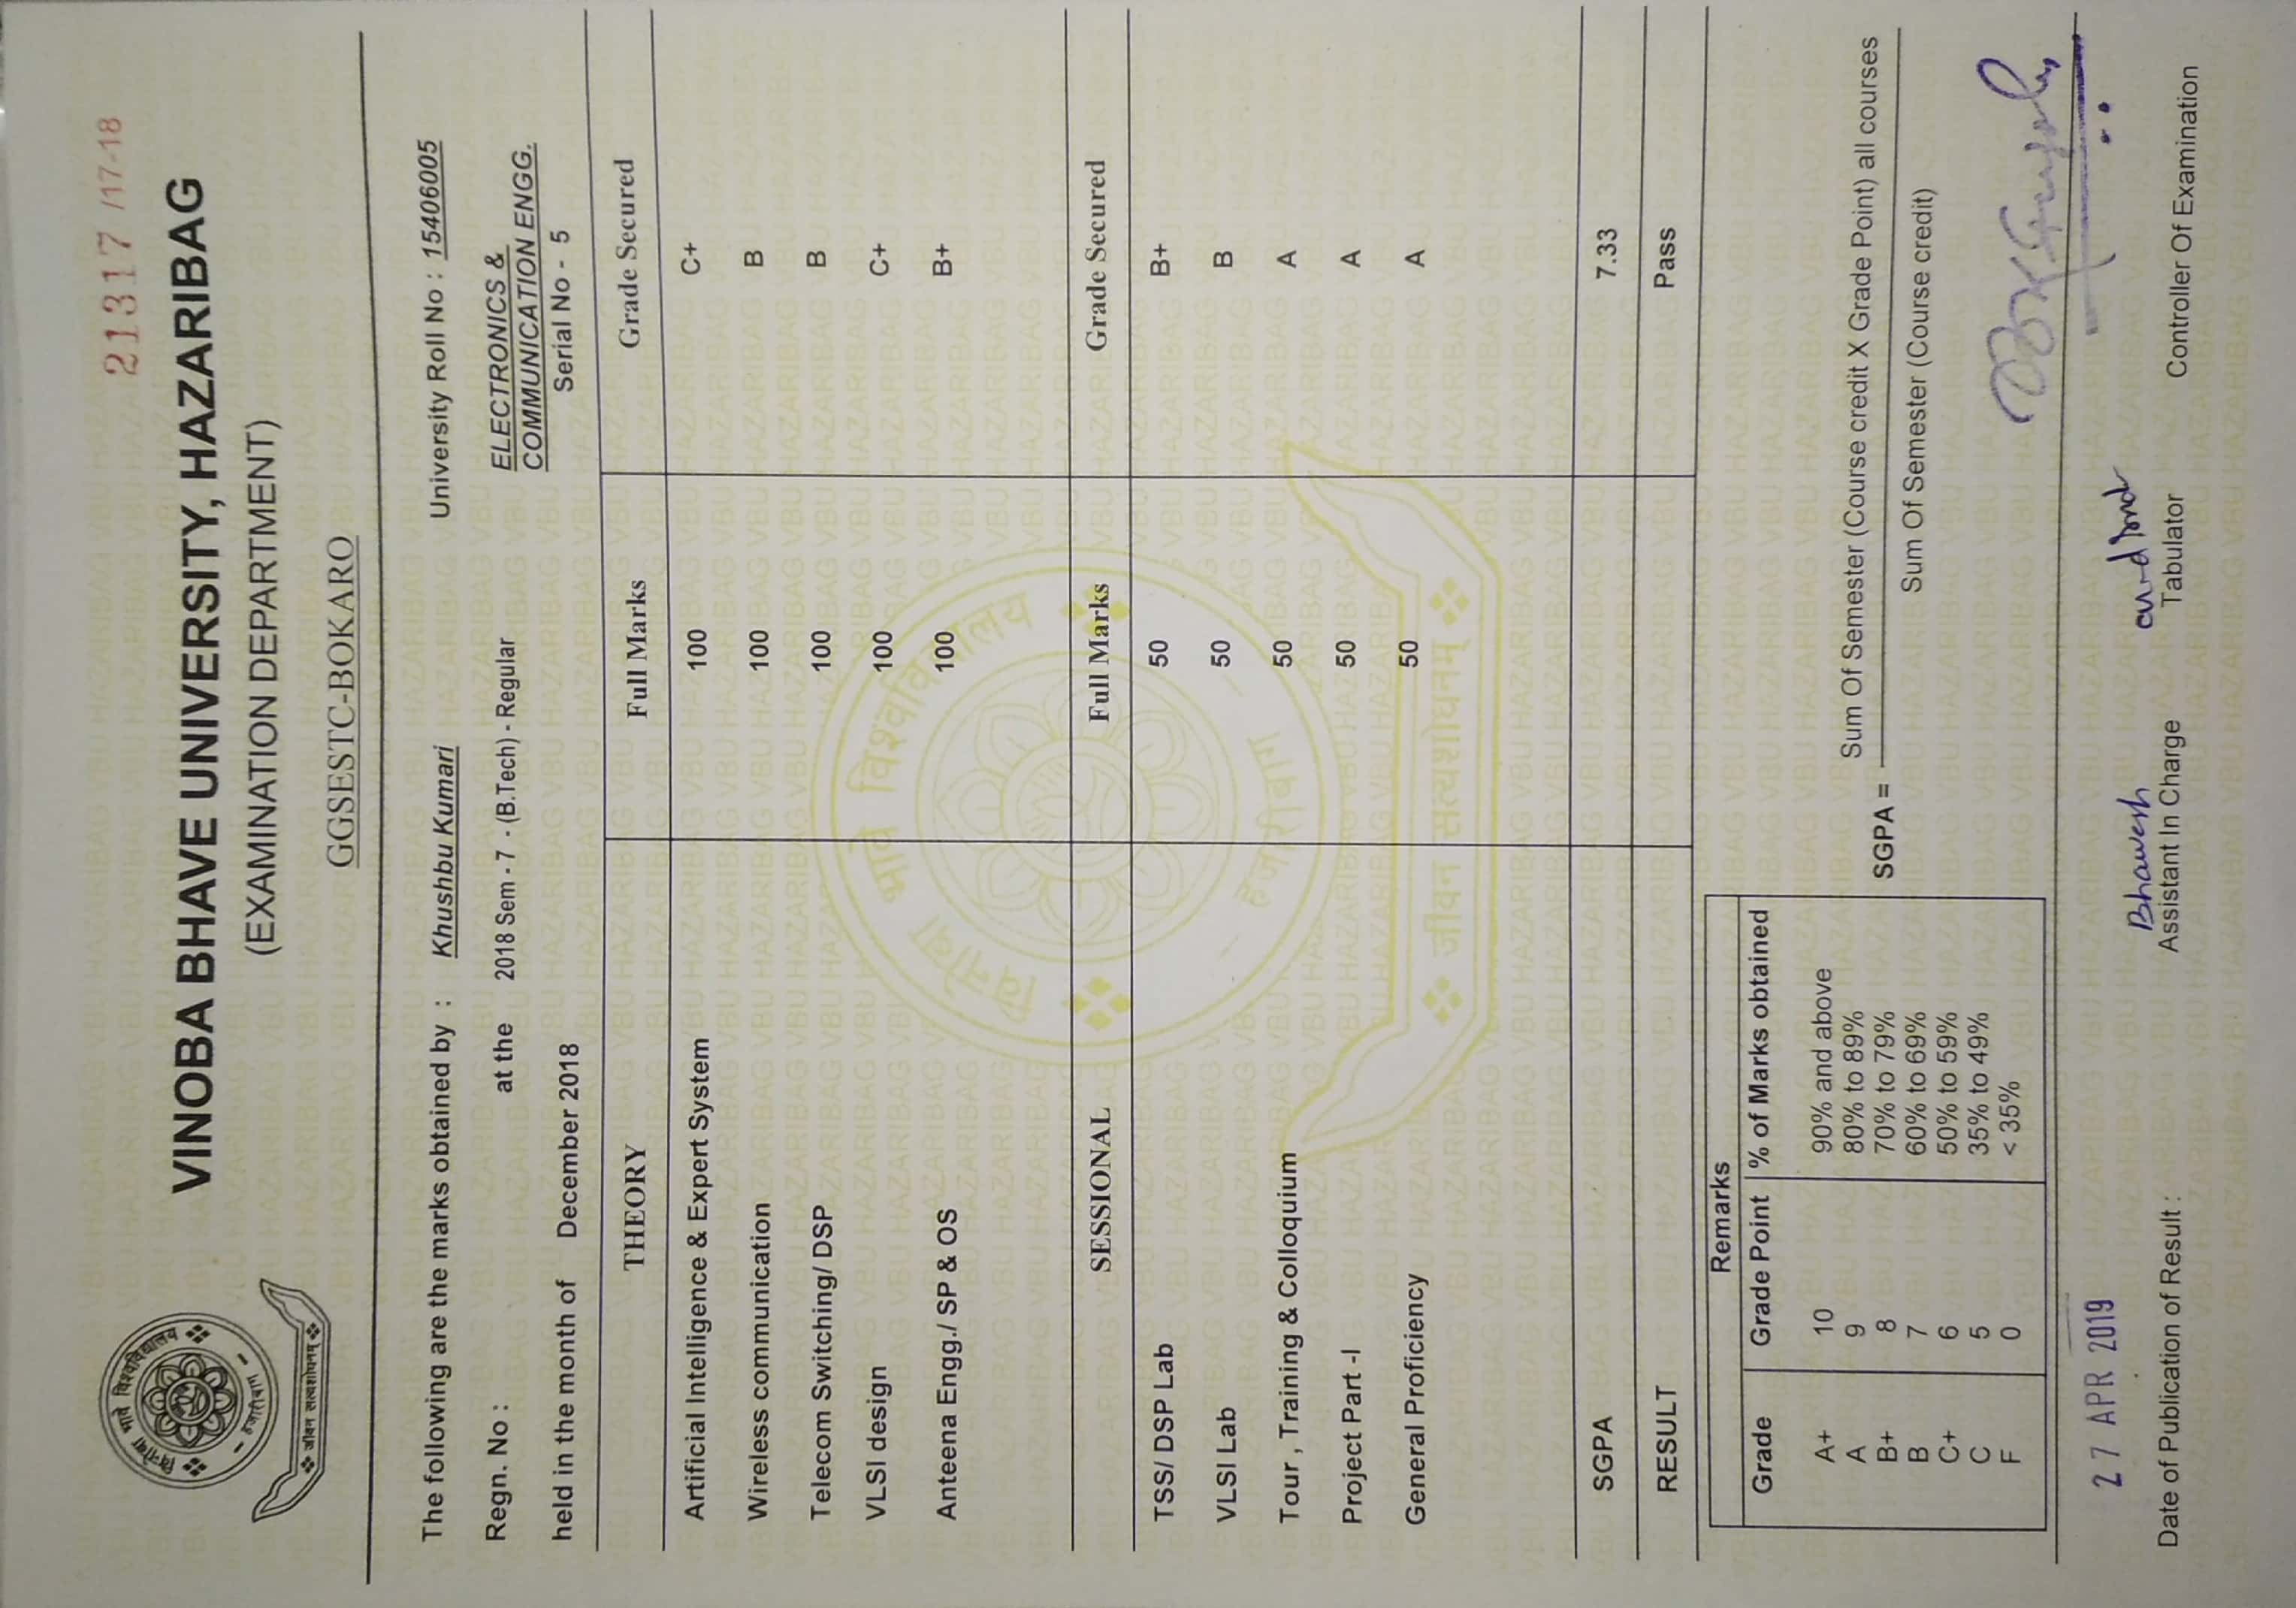 21317 /17-18
VINOBA BHAVE UNIVERSITY, HAZARIBAG
(EXAMINATION DEPARTMENT)
GGSESTC-BOKARO
विनोबा भावे विश्वविद्यालय
हजारीबाग
जीवन सत्यशोधनम्
The following are the marks obtained by : Khushbu Kumari University Roll No : 15406005
Regn. No : at the 2018 Sem -7 - (B.Tech) - Regular ELECTRONICS &
COMMUNICATION ENGG.
held in the month of December 2018 Serial No - 5
THEORY Full Marks Grade Secured
Artificial Intelligence & Expert System 100 C+
Wireless communication 100 B
Telecom Switching/ DSP 100 B
VLSI design 100 C+
Anteena Engg./ SP & OS 100 B+
SESSIONAL Full Marks Grade Secured
TSS/ DSP Lab 50 B+
VLSI Lab 50 B
Tour , Training & Colloquium 50 A
Project Part -I 50 A
General Proficiency 50 A
SGPA 7.33
RESULT Pass
Remarks
Grade Grade Point % of Marks obtained
A+ 10 90% and above
A 9 80% to 89%
B+ 8 70% to 79%
B 7 60% to 69%
C+ 6 50% to 59%
C 5 35% to 49%
F 0 < 35%
Sum Of Semester (Course credit X Grade Point) all courses
SGPA =
Sum Of Semester (Course credit)
27 APR 2019 Bhawesh
Date of Publication of Result : Assistant In Charge Tabulator Controller Of Examination